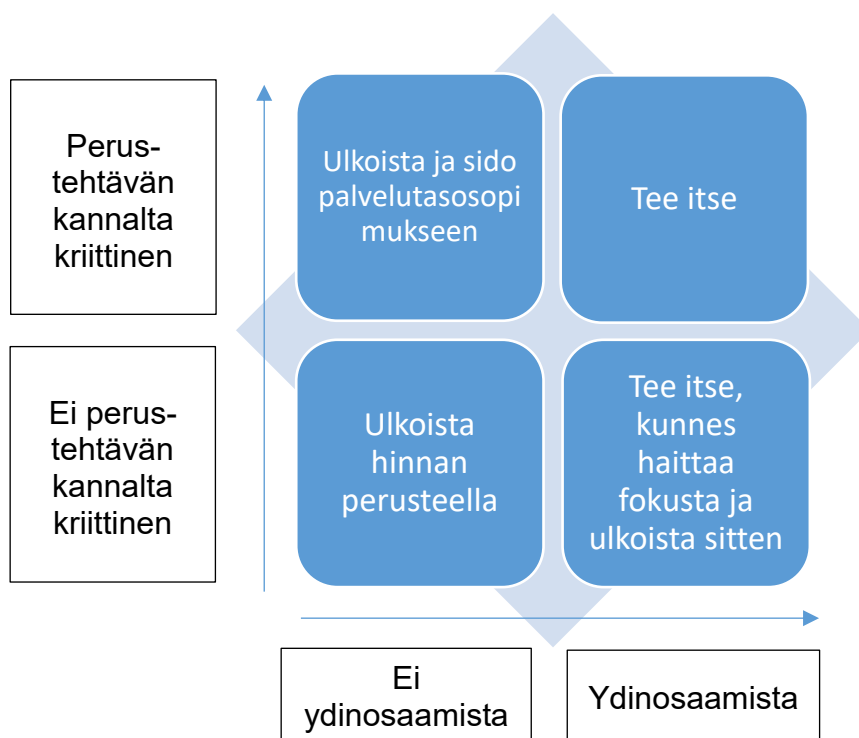 Perus-
tehtävän
kannalta
kriittinen
Ulkoista ja sido
palvelutasosopi
mukseen
Tee itse
Ei perus-
tehtävän
kannalta
kriittinen
Ulkoista
hinnan
perusteella
Tee itse,
kunnes
haittaa
fokusta ja
ulkoista sitten
Ei
ydinosaamista
Ydinosaamista